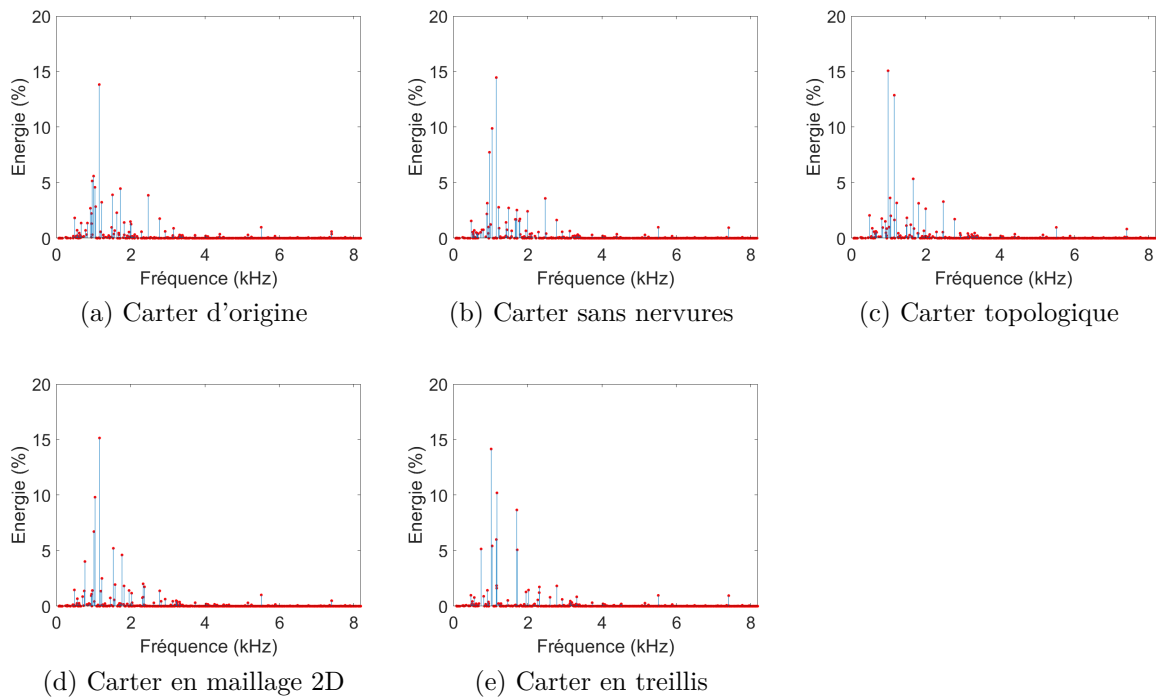 20
15
10
5
0
Energie (%)
0 2 4 6 8
Fréquence (kHz)
(a) Carter d'origine
20
15
10
5
0
Energie (%)
0 2 4 6 8
Fréquence (kHz)
(b) Carter sans nervures
20
15
10
5
0
Energie (%)
0 2 4 6 8
Fréquence (kHz)
(c) Carter topologique
20
15
10
5
0
Energie (%)
0 2 4 6 8
Fréquence (kHz)
(d) Carter en maillage 2D
20
15
10
5
0
Energie (%)
0 2 4 6 8
Fréquence (kHz)
(e) Carter en treillis